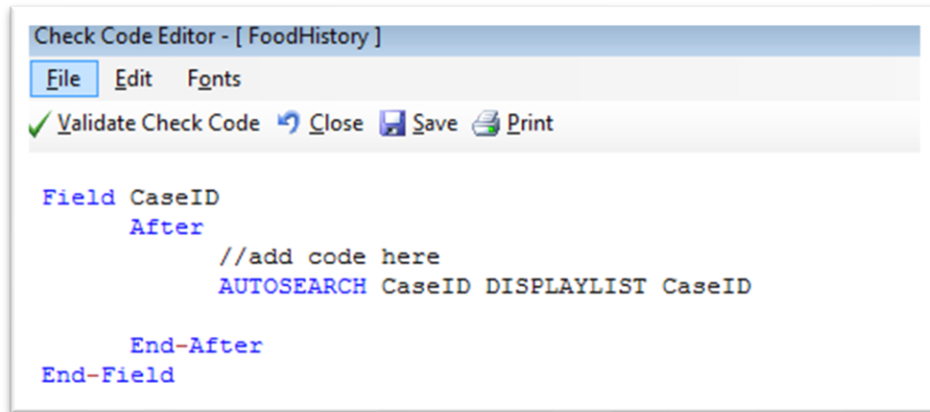 Check Code Editor - [ FoodHistory ]
File Edit Fonts
Validate Check Code Close Save Print
Field CaseID
After
//add code here
AUTOSEARCH CaseID DISPLAYLIST CaseID
End-After
End-Field